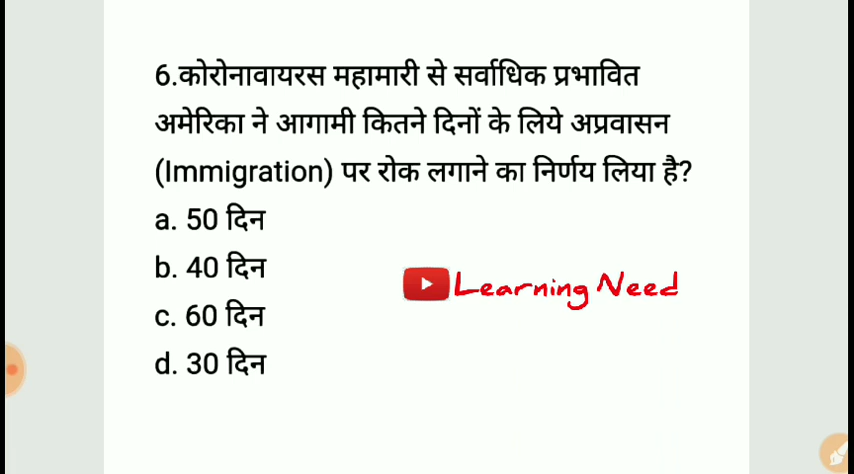 6.कोरोनावायरस महामारी से सर्वाधिक प्रभावित
अमेरिका ने आगामी कितने दिनों के लिये अप्रवासन
(Immigration) पर रोक लगाने का निर्णय लिया है?
a. 50 दिन
b. 40 दिन
Learning Need
c. 60 दिन
d. 30 दिन